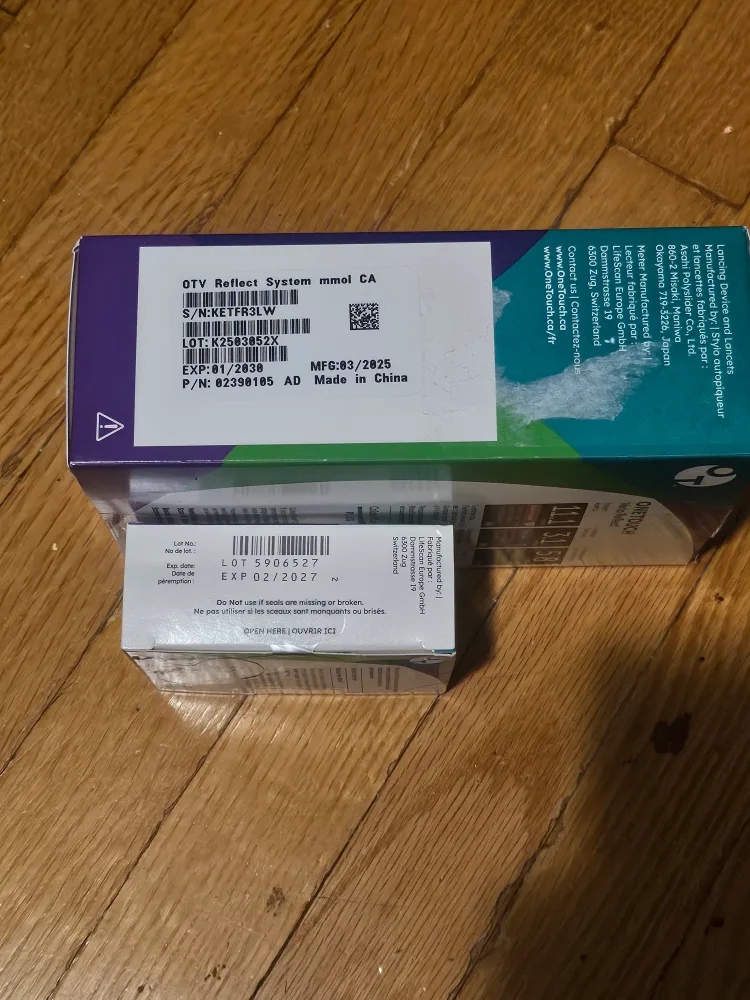 OTV Reflect System mmol CA
S/N:KETFR3LW
LOT: K2503052X
EXP:01/2030 MFG:03/2025
P/N: 02390105 AD Made in China
Lancing Device and Lancets
Manufactured by: | Stylo autopiqueur
et lancettes fabriqués par :
Asahi Polyslider Co., Ltd.
860-2 Misaki, Maniwa
Okayama 719-3226, Japan
Meter Manufactured by:
Lecteur fabriqué par :
LifeScan Europe GmbH
Dammstrasse 19
6300 Zug, Switzerland
Contact us | Contactez-nous
www.OneTouch.ca
www.OneTouch.ca/fr
ONETOUCH
Lot No.:
No de lot :
LOT 5906527
Exp. date:
Date de
péremption :
EXP 02/2027 2
Do Not use if seals are missing or broken.
Ne pas utiliser si les sceaux sont manquants ou brisés.
OPEN HERE | OUVRIR ICI
Manufactured by: |
Fabriqué par :
LifeScan Europe GmbH
Dammstrasse 19
6300 Zug
Switzerland